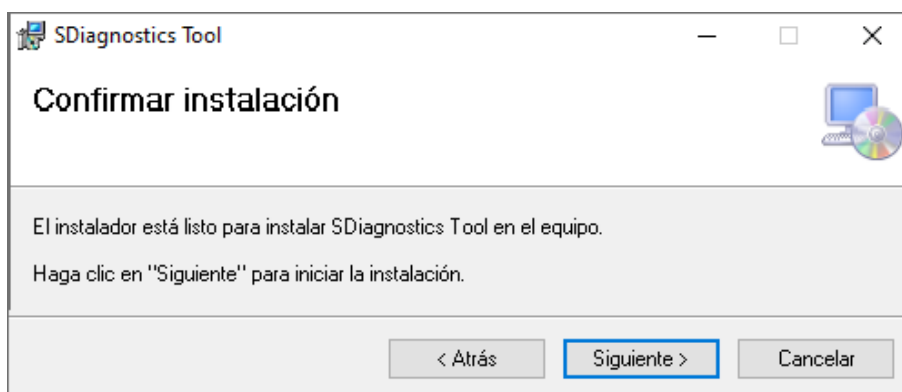 SDiagnostics Tool
Confirmar instalación
El instalador está listo para instalar SDiagnostics Tool en el equipo.
Haga clic en "Siguiente" para iniciar la instalación.
< Atrás
Siguiente >
Cancelar